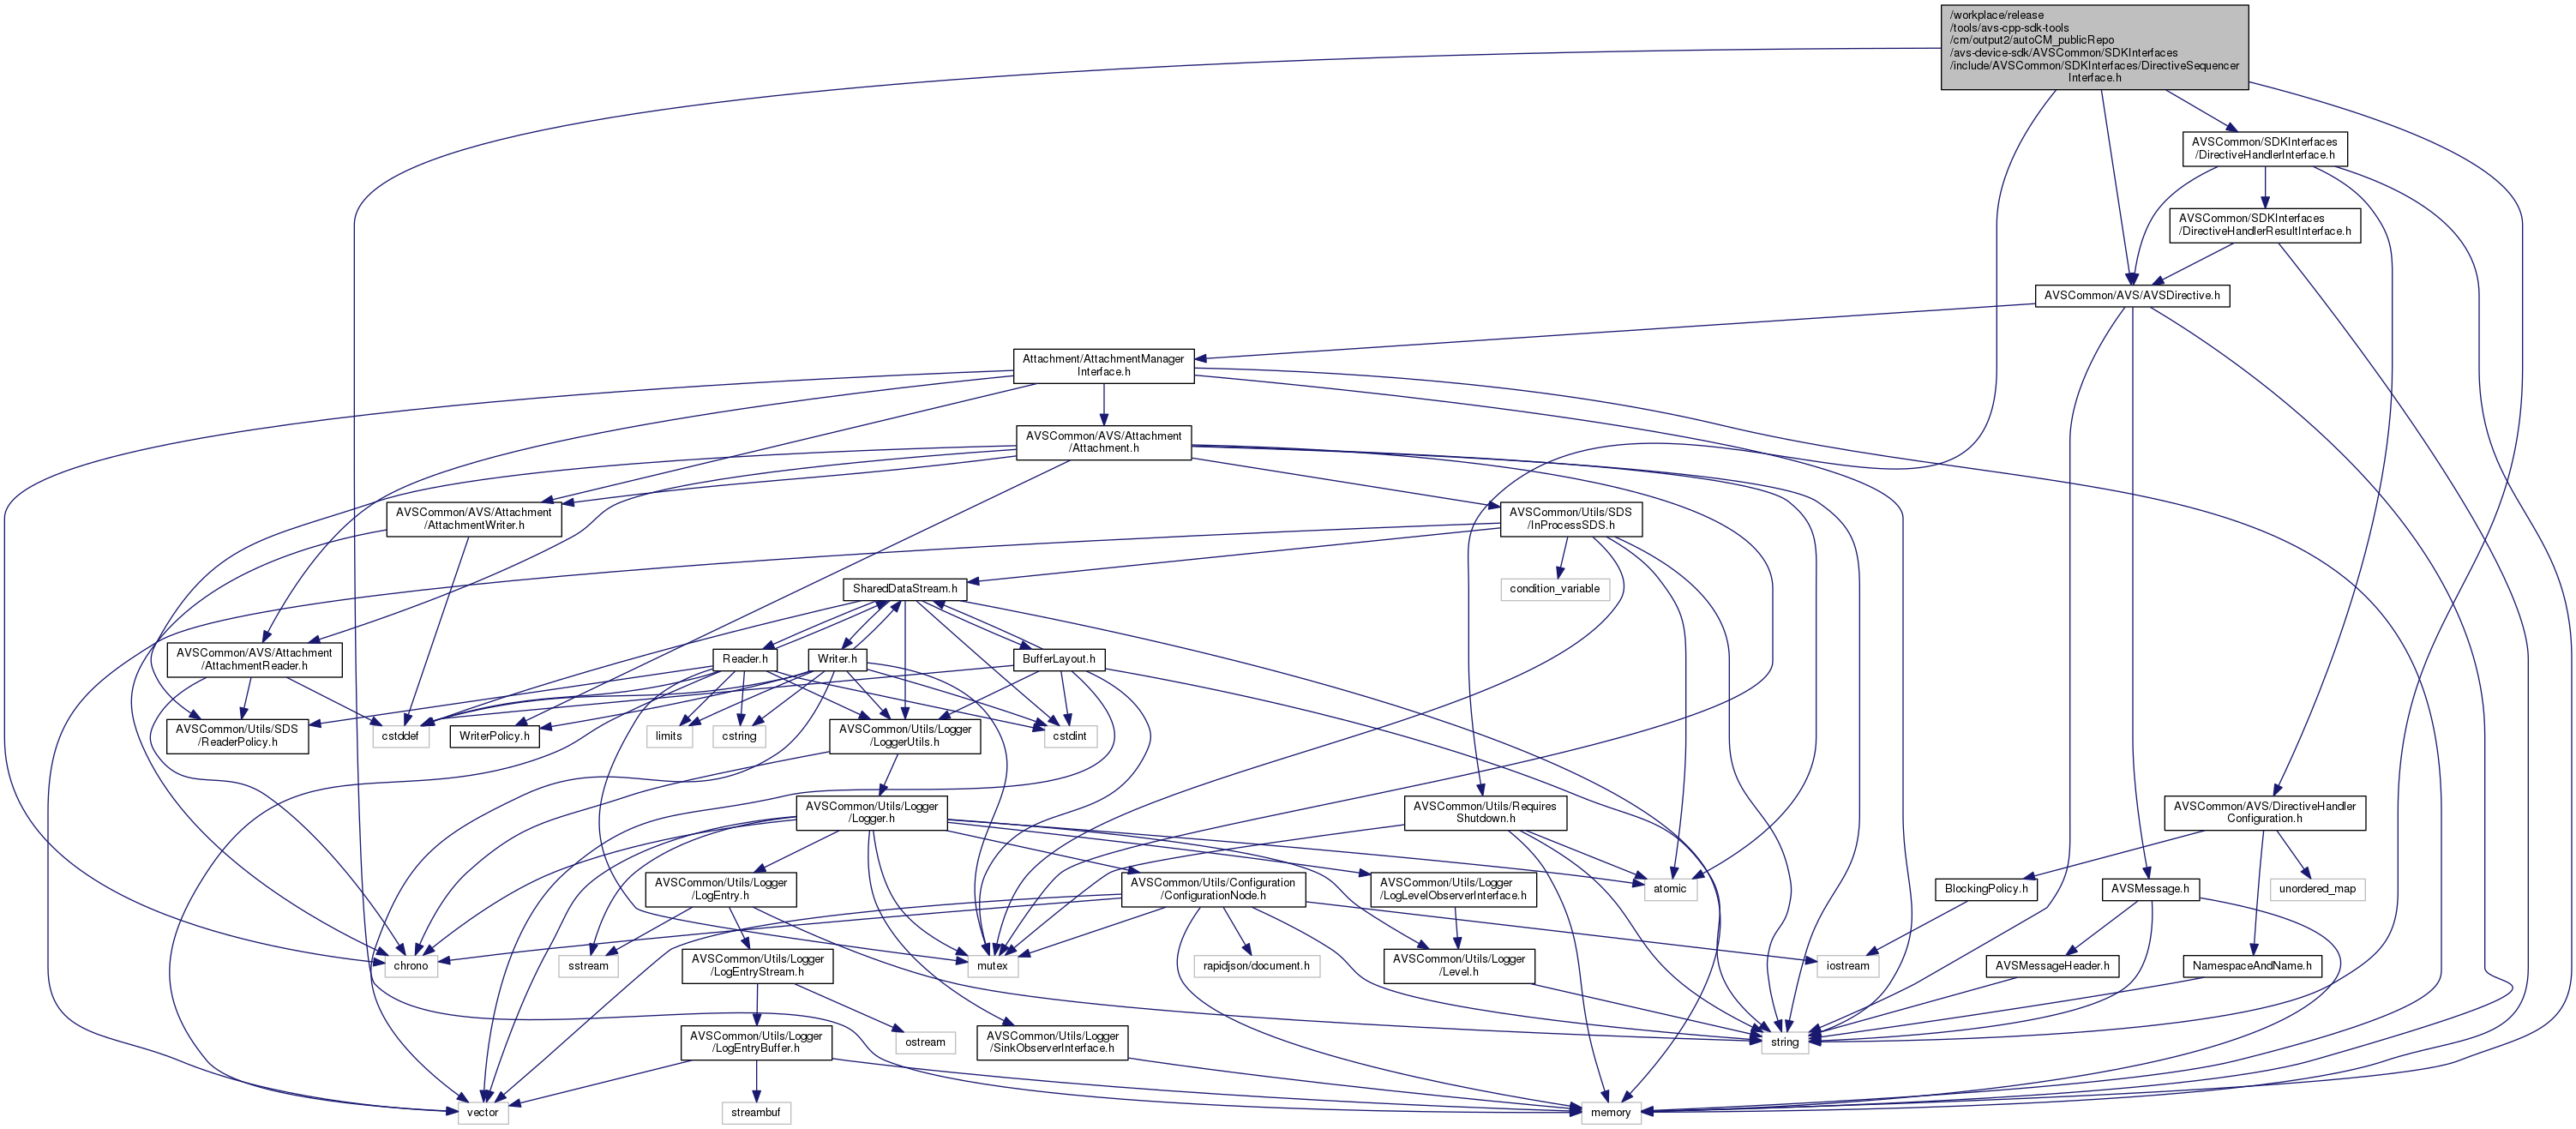 /workplace/release
/tools/avs-cpp-sdk-tools
/cm/output2/autoCM_publicRepo
/avs-device-sdk/AVSCommon/SDKInterfaces
/include/AVSCommon/SDKInterfaces/DirectiveSequencer
Interface.h
AVSCommon/SDKInterfaces
/DirectiveHandlerInterface.h
AVSCommon/SDKInterfaces
/DirectiveHandlerResultInterface.h
AVSCommon/AVS/AVSDirective.h
Attachment/AttachmentManager
Interface.h
AVSCommon/AVS/Attachment
/Attachment.h
AVSCommon/AVS/Attachment
/AttachmentWriter.h
AVSCommon/Utils/SDS
/InProcessSDS.h
SharedDataStream.h
condition_variable
AVSCommon/AVS/Attachment
/AttachmentReader.h
Reader.h
Writer.h
BufferLayout.h
AVSCommon/Utils/SDS
/ReaderPolicy.h
cstddef
WriterPolicy.h
limits
cstring
AVSCommon/Utils/Logger
/LoggerUtils.h
cstdint
AVSCommon/Utils/Logger
/Logger.h
AVSCommon/Utils/Requires
Shutdown.h
AVSCommon/AVS/DirectiveHandler
Configuration.h
AVSCommon/Utils/Logger
/LogEntry.h
AVSCommon/Utils/Configuration
/ConfigurationNode.h
AVSCommon/Utils/Logger
/LogLevelObserverInterface.h
atomic
BlockingPolicy.h
AVSMessage.h
unordered_map
chrono
sstream
AVSCommon/Utils/Logger
/LogEntryStream.h
mutex
rapidjson/document.h
AVSCommon/Utils/Logger
/Level.h
iostream
AVSMessageHeader.h
NamespaceAndName.h
AVSCommon/Utils/Logger
/LogEntryBuffer.h
ostream
AVSCommon/Utils/Logger
/SinkObserverInterface.h
string
vector
streambuf
memory